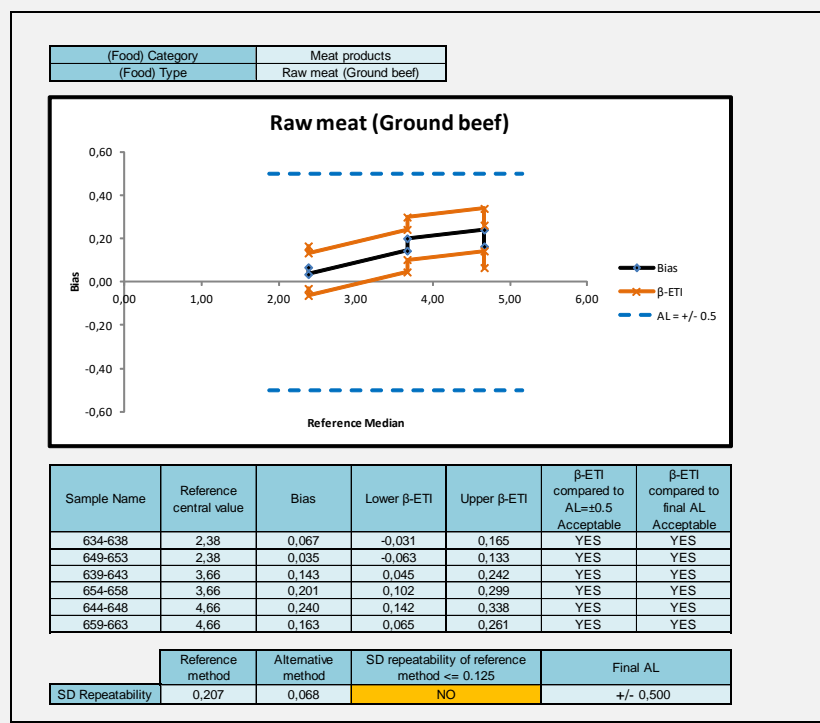 (Food) Category Meat products
(Food) Type Raw meat (Ground beef)
Raw meat (Ground beef)
0,60
0,40
0,20
0,00
-0,20
-0,40
-0,60
0,00 1,00 2,00 3,00 4,00 5,00 6,00
Bias
Reference Median
Bias
β-ETI
AL = +/- 0.5
Sample Name Reference central value Bias Lower β-ETI Upper β-ETI β-ETI compared to AL=±0.5 Acceptable β-ETI compared to final AL Acceptable
634-638 2,38 0,067 -0,031 0,165 YES YES
649-653 2,38 0,035 -0,063 0,133 YES YES
639-643 3,66 0,143 0,045 0,242 YES YES
654-658 3,66 0,201 0,102 0,299 YES YES
644-648 4,66 0,240 0,142 0,338 YES YES
659-663 4,66 0,163 0,065 0,261 YES YES
Reference method Alternative method SD repeatability of reference method <= 0.125 Final AL
SD Repeatability 0,207 0,068 NO +/- 0,500